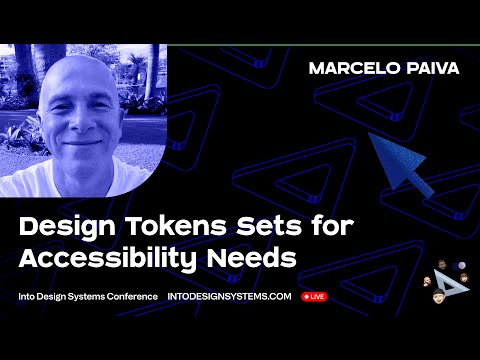 MARCELO PAIVA
Design Tokens Sets for
Accessibility Needs
Into Design Systems Conference INTODESIGNSYSTEMS.COM LIVE